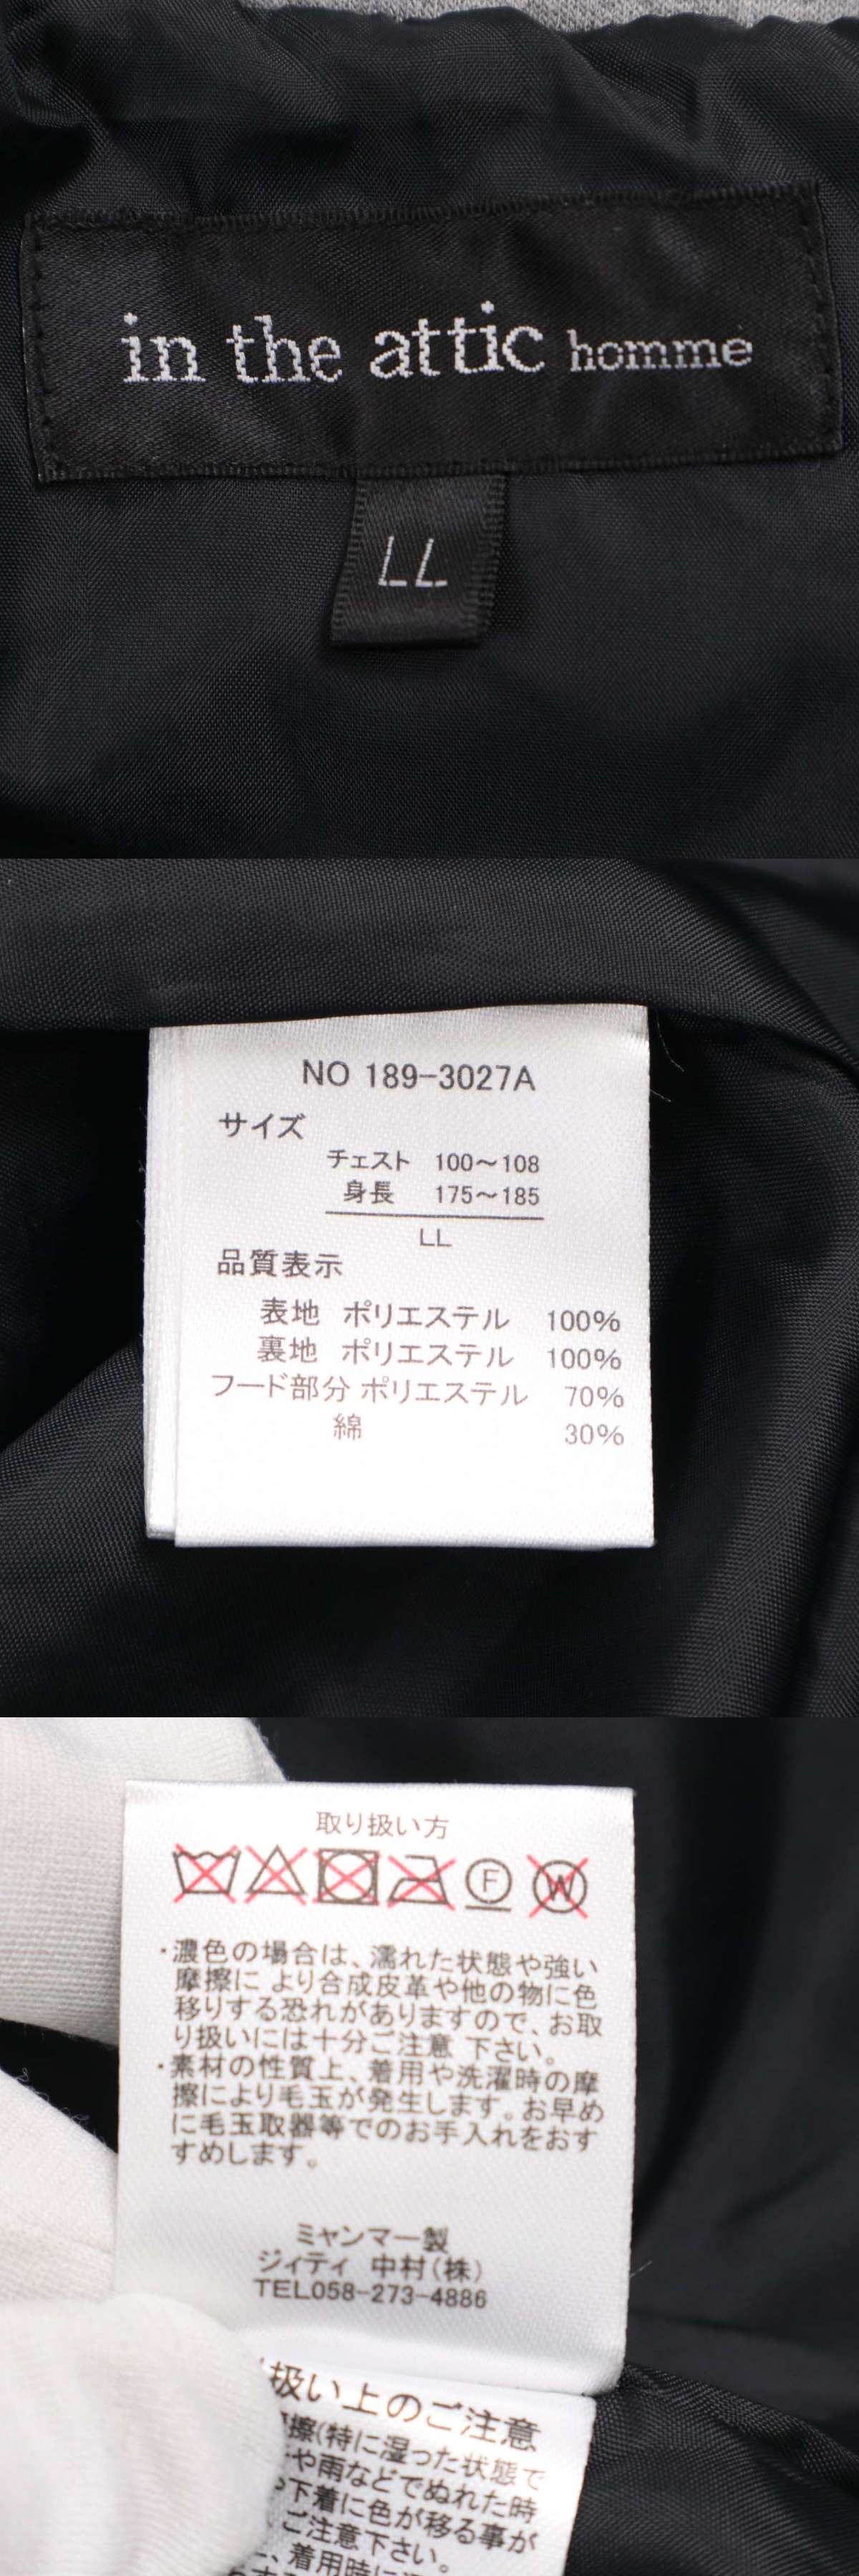 in the attic homme
LL
NO 189-3027A
サイズ
チェスト 100～108
身長 175～185
LL
品質表示
表地 ポリエステル 100%
裏地 ポリエステル 100%
フード部分 ポリエステル 70%
綿 30%
取り扱い方
F W
・濃色の場合は、濡れた状態や強い
摩擦に より合成皮革や他の物に色
移りする恐れがありますので、お取
り扱いには十分ご注意 下さい。
・素材の性質上、着用や洗濯時の摩
擦により毛玉が発生します。お早め
に毛玉取器等でのお手入れをおす
すめします。
ミャンマー製
ジィティ 中村(株)
TEL058-273-4886
扱い上のご注意
擦(特に湿った状態で
や雨などでぬれた時
下着に色が移る事が
ご注意下さい。
、着用時に